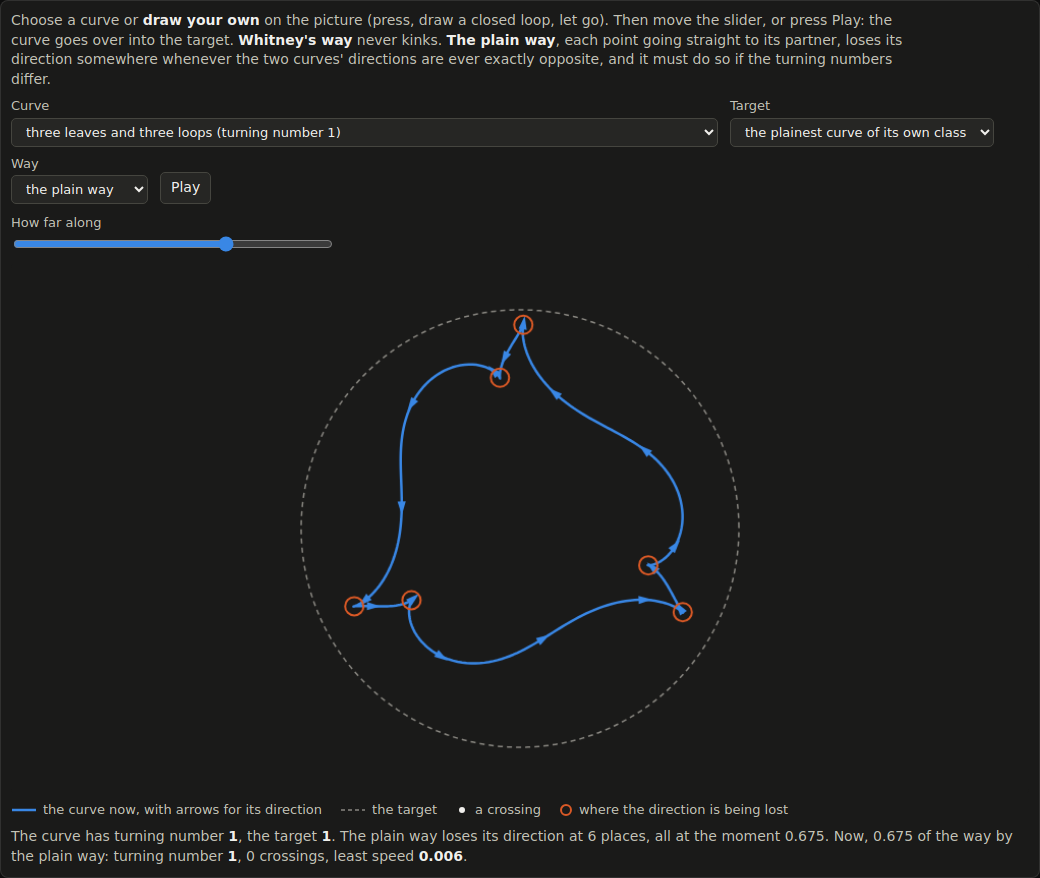 Choose a curve or draw your own on the picture (press, draw a closed loop, let go). Then move the slider, or press Play: the
curve goes over into the target. Whitney's way never kinks. The plain way, each point going straight to its partner, loses its
direction somewhere whenever the two curves' directions are ever exactly opposite, and it must do so if the turning numbers
differ.
Curve
Target
three leaves and three loops (turning number 1)
the plainest curve of its own class
Way
the plain way
Play
How far along
the curve now, with arrows for its direction
the target
a crossing
where the direction is being lost
The curve has turning number 1, the target 1. The plain way loses its direction at 6 places, all at the moment 0.675. Now, 0.675 of the way by
the plain way: turning number 1, 0 crossings, least speed 0.006.